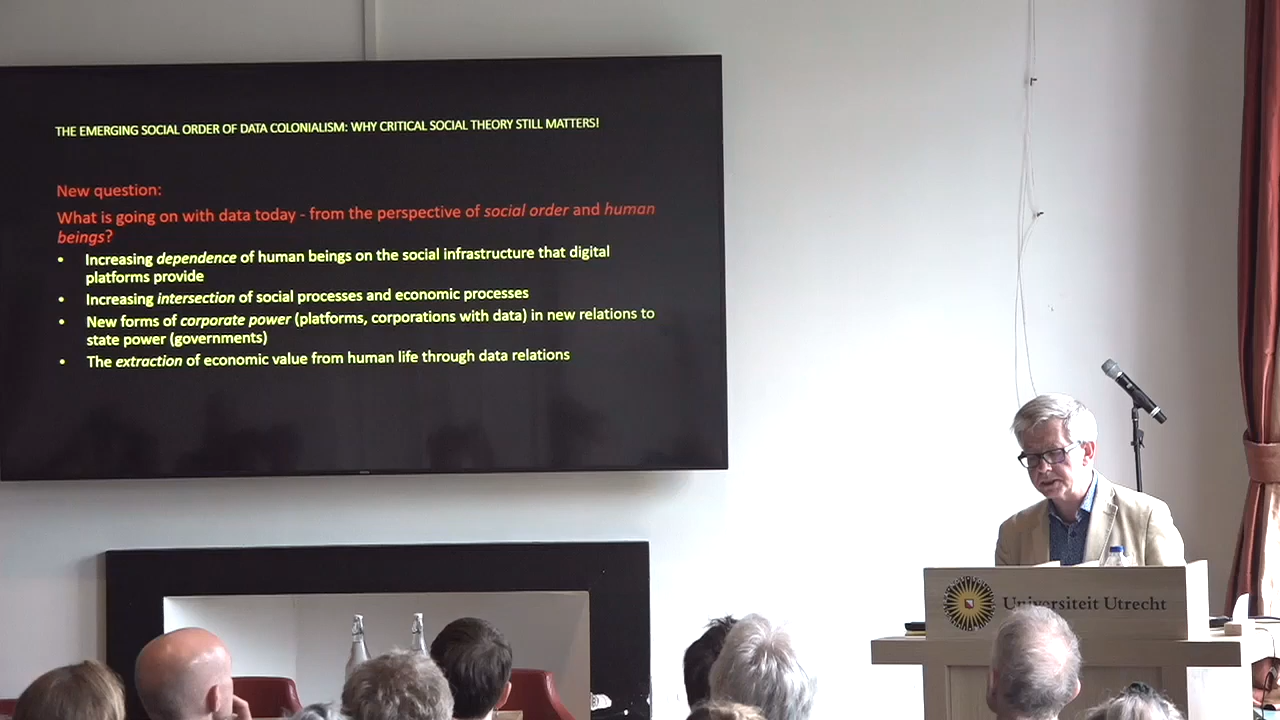 THE EMERGING SOCIAL ORDER OF DATA COLONIALISM: WHY CRITICAL SOCIAL THEORY STILL MATTERS!
New question:
What is going on with data today - from the perspective of social order and human
beings?
• Increasing dependence of human beings on the social infrastructure that digital
platforms provide
• Increasing intersection of social processes and economic processes
• New forms of corporate power (platforms, corporations with data) in new relations to
state power (governments)
• The extraction of economic value from human life through data relations
Universiteit Utrecht